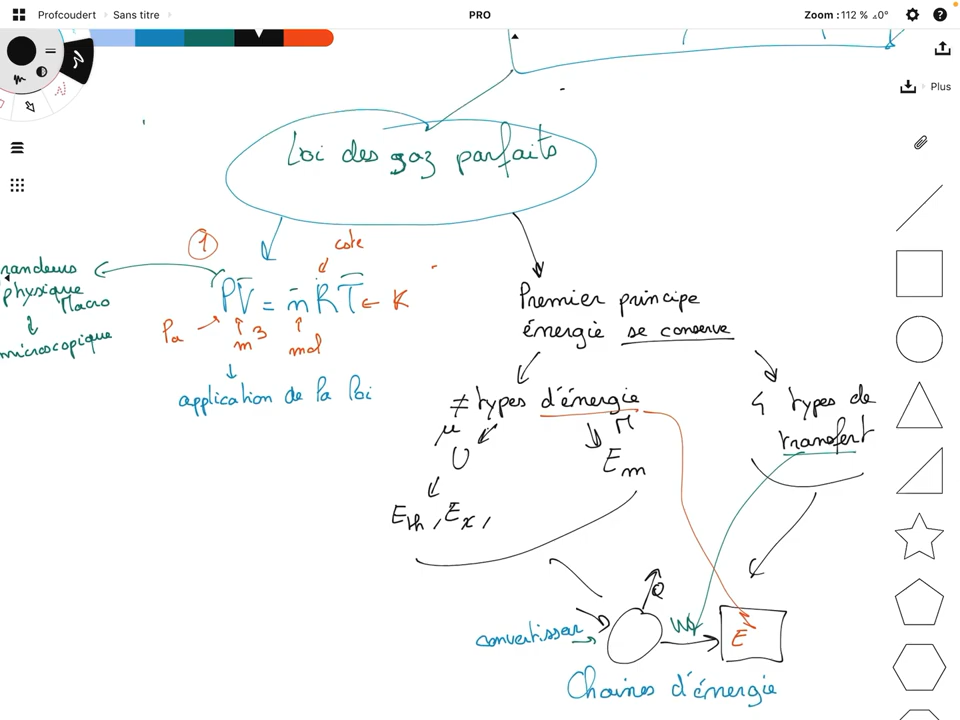 Profcoudert
Sans titre
PRO
Zoom : 112 % ⊿0°
Plus
Loi des gaz parfaits
1
cste
randeurs
physique
Macro
microscopique
PV = nRT ← K
Pa
m3
mol
application de la loi
Premier principe
énergie se conserve
≠ types d'énergie
μ
M
U
Em
Eth, Ex,
4 types de
transfert
Q
convertisseur
W
E
Chaines d'énergie